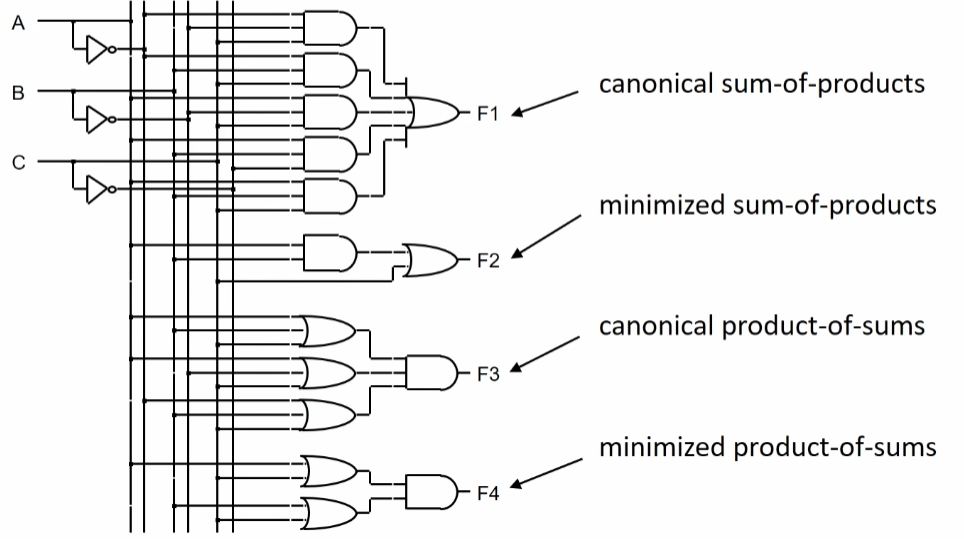 A
B
C
F1
canonical sum-of-products
F2
minimized sum-of-products
F3
canonical product-of-sums
F4
minimized product-of-sums